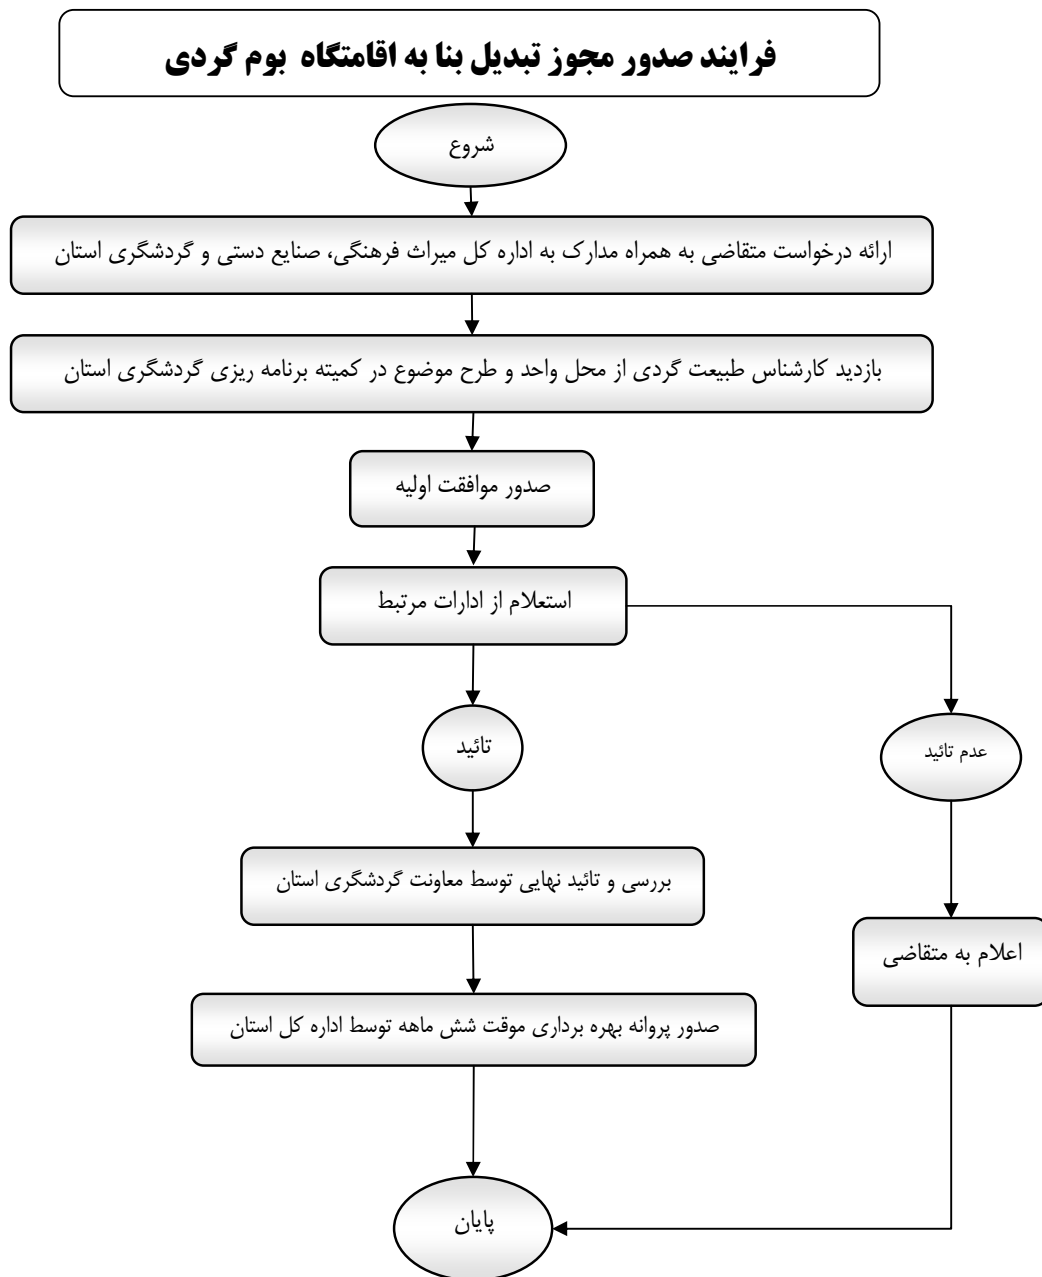 فرایند صدور مجوز تبدیل بنا به اقامتگاه بوم گردی
شروع
ارائه درخواست متقاضی به همراه مدارک به اداره کل میراث فرهنگی، صنایع دستی و گردشگری استان
بازدید کارشناس طبیعت گردی از محل واحد و طرح موضوع در کمیته برنامه ریزی گردشگری استان
صدور موافقت اولیه
استعلام از ادارات مرتبط
تائید
عدم تائید
بررسی و تائید نهایی توسط معاونت گردشگری استان
اعلام به متقاضی
صدور پروانه بهره برداری موقت شش ماهه توسط اداره کل استان
پایان